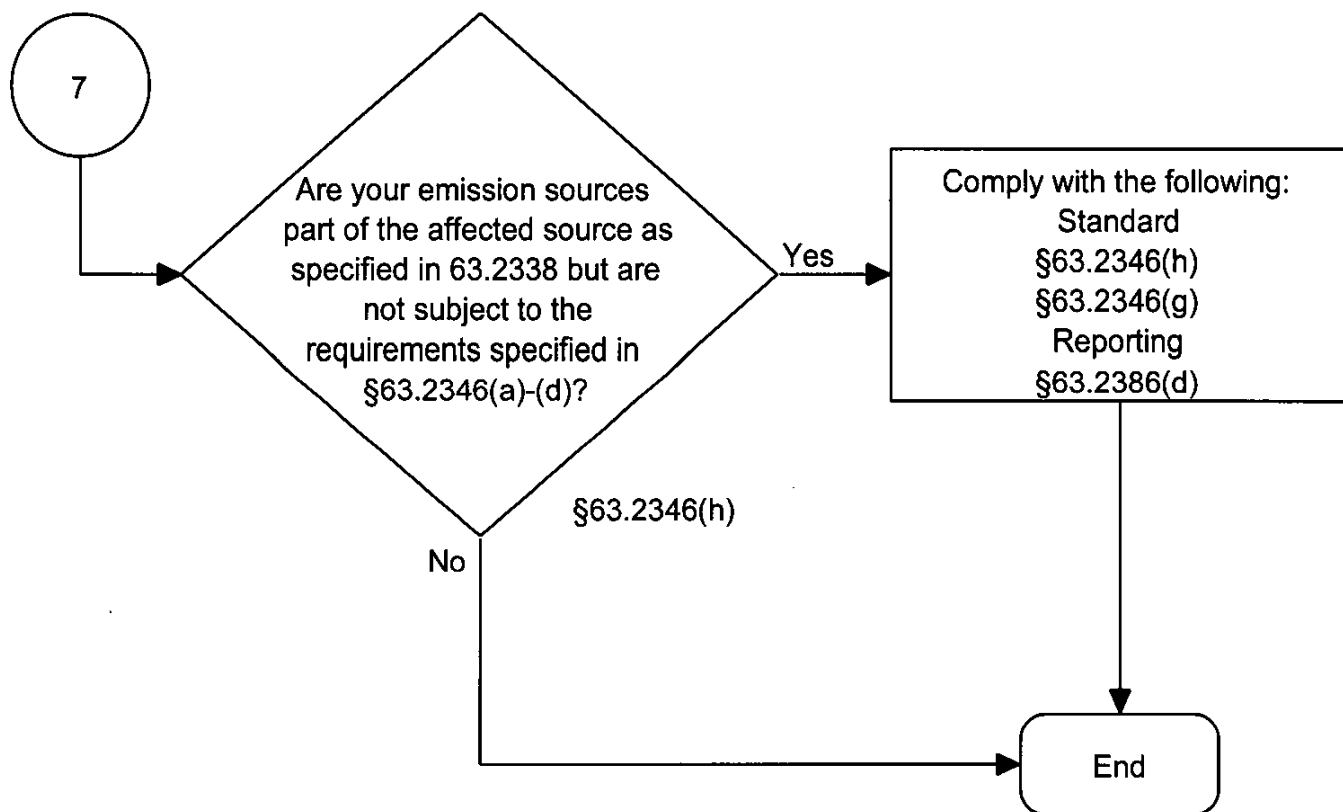 7
Are your emission sources
part of the affected source as
specified in 63.2338 but are
not subject to the
requirements specified in
§63.2346(a)-(d)?
Yes
Comply with the following:
Standard
§63.2346(h)
§63.2346(g)
Reporting
§63.2386(d)
§63.2346(h)
No
End